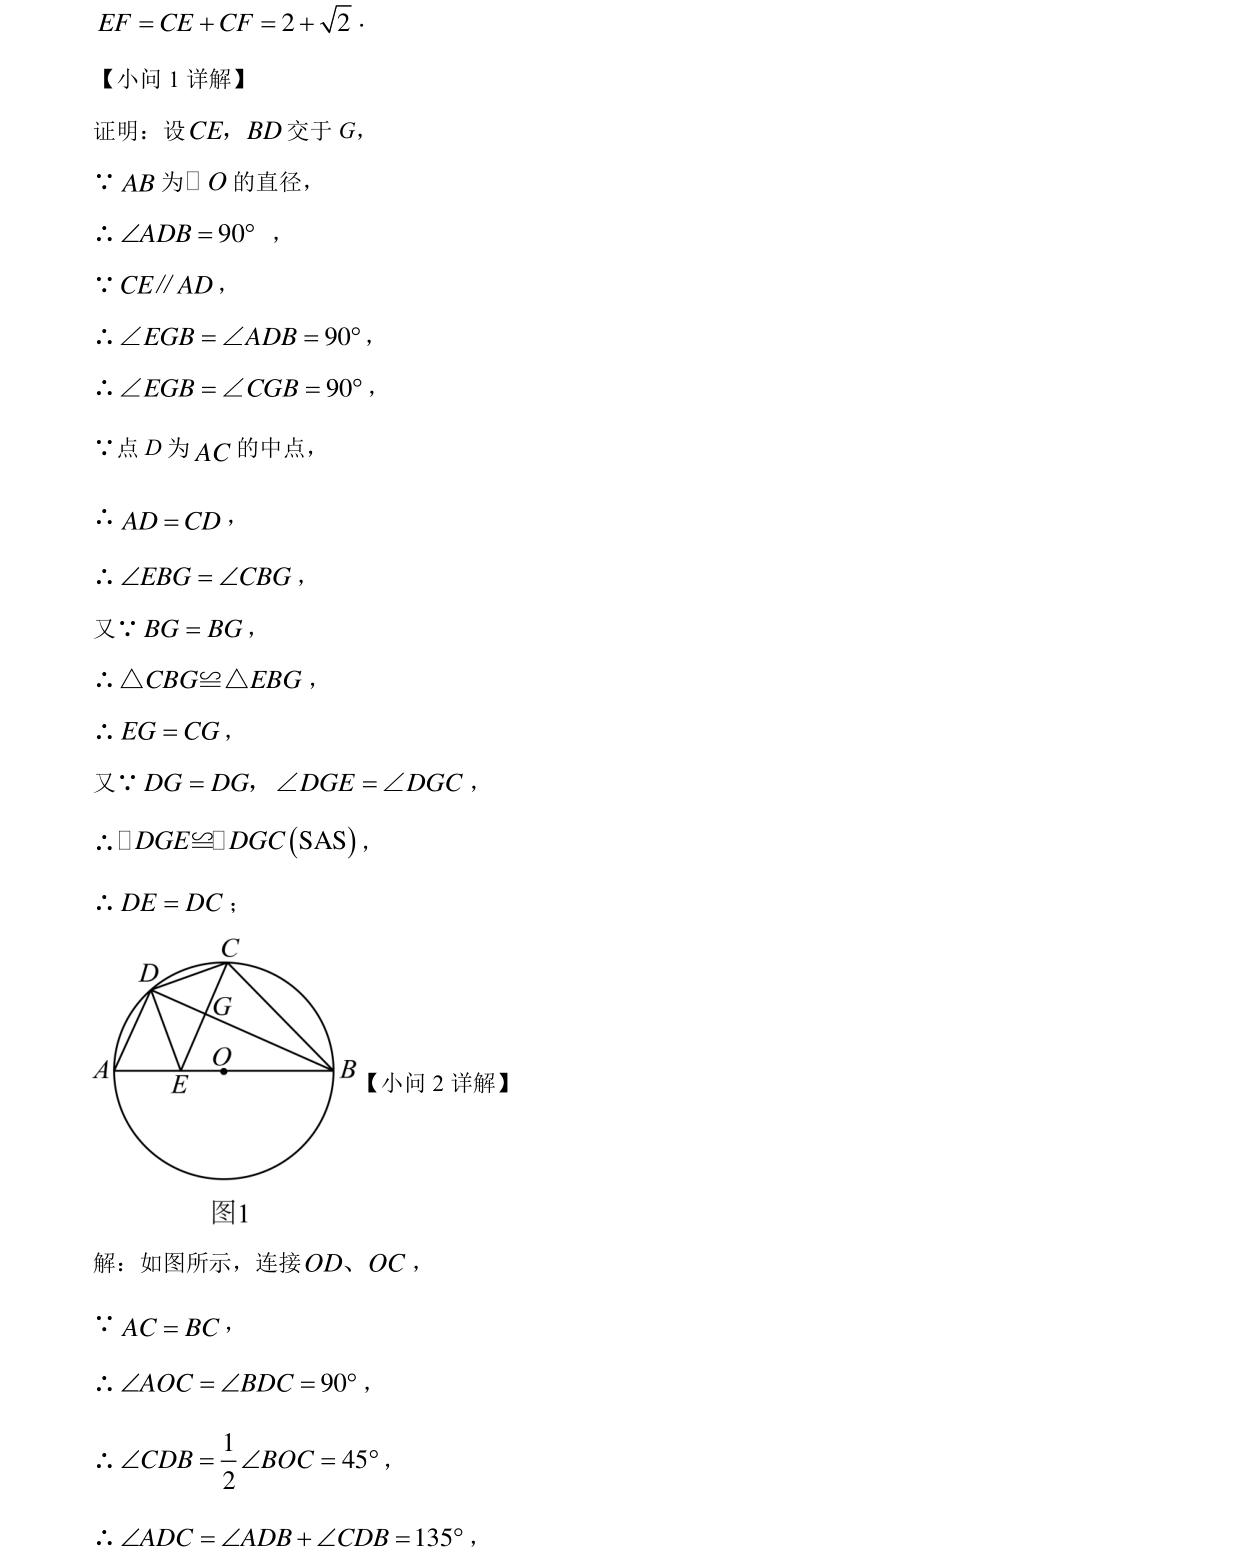 EF = CE + CF = 2 + √2 .
【小问 1 详解】
证明：设 CE，BD 交于 G，
∵ AB 为□ O 的直径，
∴ ∠ADB = 90° ，
∵ CE∥AD，
∴ ∠EGB = ∠ADB = 90°，
∴ ∠EGB = ∠CGB = 90°，
∵点 D 为 AC 的中点，
∴ AD = CD，
∴ ∠EBG = ∠CBG，
又∵ BG = BG，
∴ △CBG≌△EBG，
∴ EG = CG，
又∵ DG = DG，∠DGE = ∠DGC，
∴ □DGE≌□DGC(SAS)，
∴ DE = DC；
C
D
G
A
O
B
E
【小问 2 详解】
图1
解：如图所示，连接OD、OC，
∵ AC = BC，
∴ ∠AOC = ∠BDC = 90°，
∴ ∠CDB = 1/2 ∠BOC = 45°，
∴ ∠ADC = ∠ADB + ∠CDB = 135°，